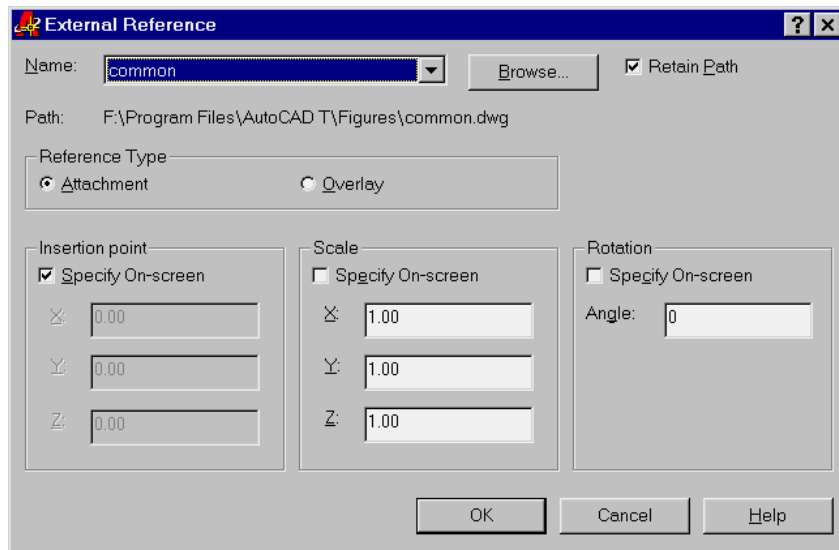 External Reference
Name: common Browse... Retain Path
Path: F:\Program Files\AutoCAD T\Figures\common.dwg
Reference Type
Attachment Overlay
Insertion point Scale Rotation
Specify On-screen Specify On-screen Specify On-screen
X: 0.00 X: 1.00 Angle: 0
Y: 0.00 Y: 1.00
Z: 0.00 Z: 1.00
OK Cancel Help